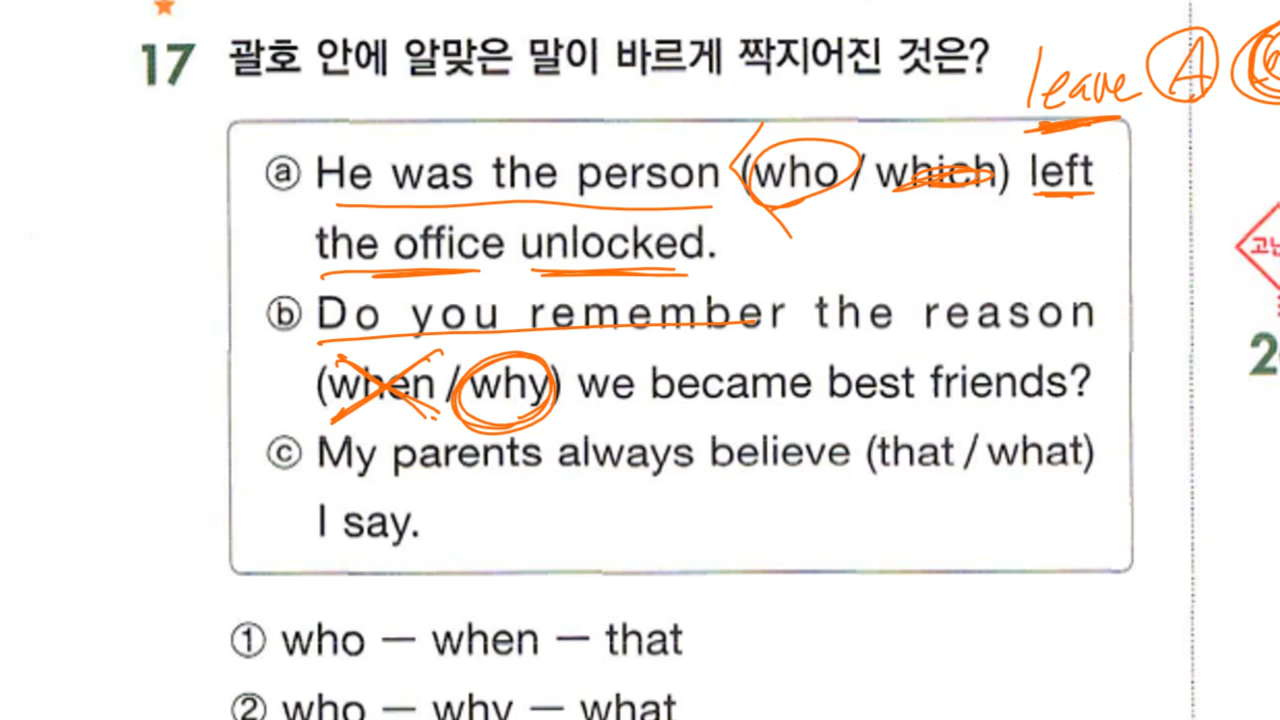 17 괄호 안에 알맞은 말이 바르게 짝지어진 것은?
leave A
ⓐ He was the person (who / which) left
the office unlocked.
ⓑ Do you remember the reason
(when / why) we became best friends?
ⓒ My parents always believe (that / what)
I say.
① who — when — that
② who — why — what